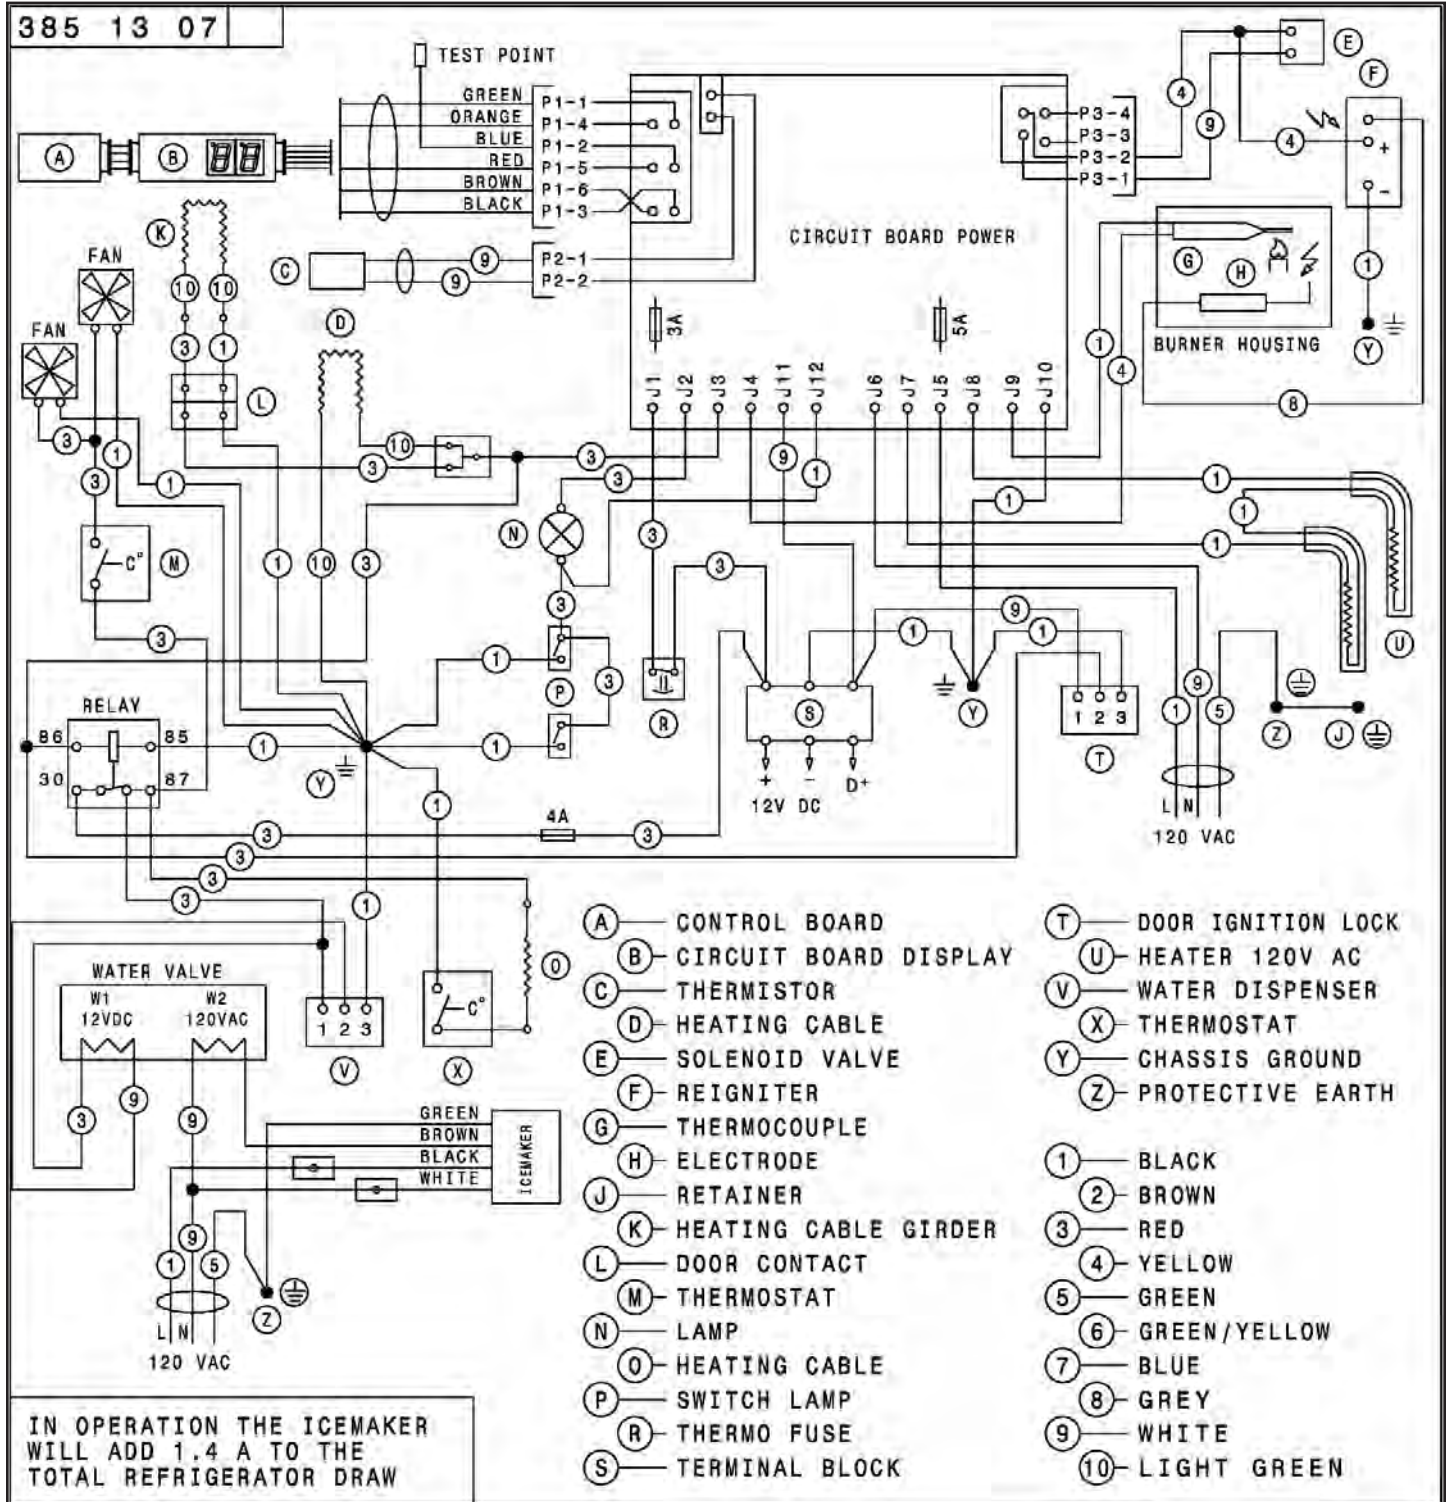 385 13 07
TEST POINT
GREEN P1-1
ORANGE P1-4
BLUE P1-2
RED P1-5
BROWN P1-6
BLACK P1-3
P2-1
P2-2
CIRCUIT BOARD POWER
P3-4
P3-3
P3-2
P3-1
E
F
4
9
4
+
-
1
Y
A
B
88
K
FAN
FAN
C
9
9
D
10
10
3
1
L
3A
5A
J1 J2 J3 J4 J11 J12 J6 J7 J5 J8 J9 J10
G
H
BURNER HOUSING
1
4
8
3
3
1
1
10
3
3
3
9
1
1
1
1
1
N
M
C°
1
10
3
3
3
3
9
1
1
U
3
1
P
3
R
S
Y
T
1 2 3
1
9
5
Z
J
RELAY
86
85
30
87
1
1
Y
1
+ - D+
12V DC
L N
120 VAC
4A
3
3
3
3
3
1
WATER VALVE
W1
12VDC
W2
120VAC
1 2 3
V
C°
X
O
3
9
9
GREEN
BROWN
BLACK
WHITE
ICEMAKER
1
9
5
Z
L N
120 VAC
A CONTROL BOARD
B CIRCUIT BOARD DISPLAY
C THERMISTOR
D HEATING CABLE
E SOLENOID VALVE
F REIGNITER
G THERMOCOUPLE
H ELECTRODE
J RETAINER
K HEATING CABLE GIRDER
L DOOR CONTACT
M THERMOSTAT
N LAMP
O HEATING CABLE
P SWITCH LAMP
R THERMO FUSE
S TERMINAL BLOCK
T DOOR IGNITION LOCK
U HEATER 120V AC
V WATER DISPENSER
X THERMOSTAT
Y CHASSIS GROUND
Z PROTECTIVE EARTH
1 BLACK
2 BROWN
3 RED
4 YELLOW
5 GREEN
6 GREEN/YELLOW
7 BLUE
8 GREY
9 WHITE
10 LIGHT GREEN
IN OPERATION THE ICEMAKER
WILL ADD 1.4 A TO THE
TOTAL REFRIGERATOR DRAW